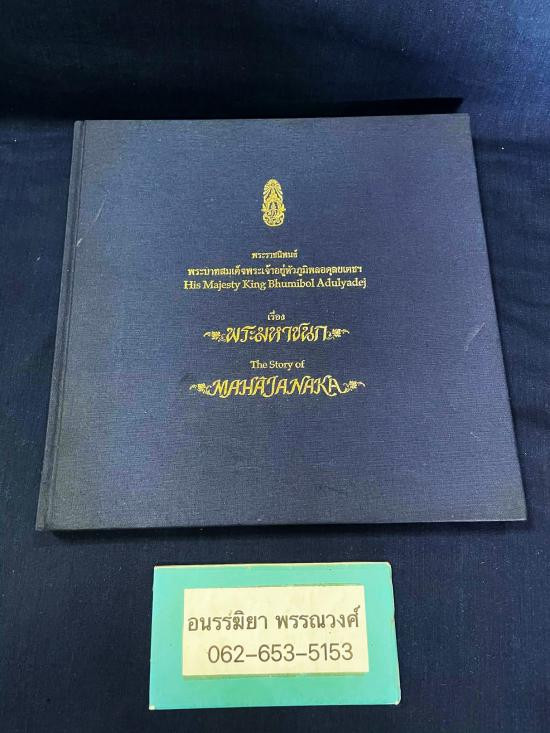 พระราชนิพนธ์
พระบาทสมเด็จพระเจ้าอยู่หัวภูมิพลอดุลยเดชฯ
His Majesty King Bhumibol Adulyadej
เรื่อง
พระมหาชนก
The Story of
MAHAJANAKA
อนรรฆิยา พรรณวงศ์
062-653-5153